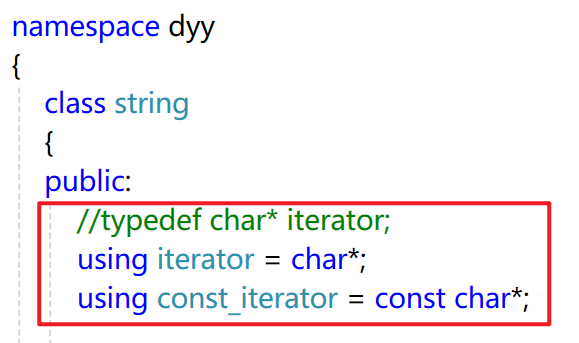 namespace dyy
{
class string
{
public:
//typedef char* iterator;
using iterator = char*;
using const_iterator = const char*;